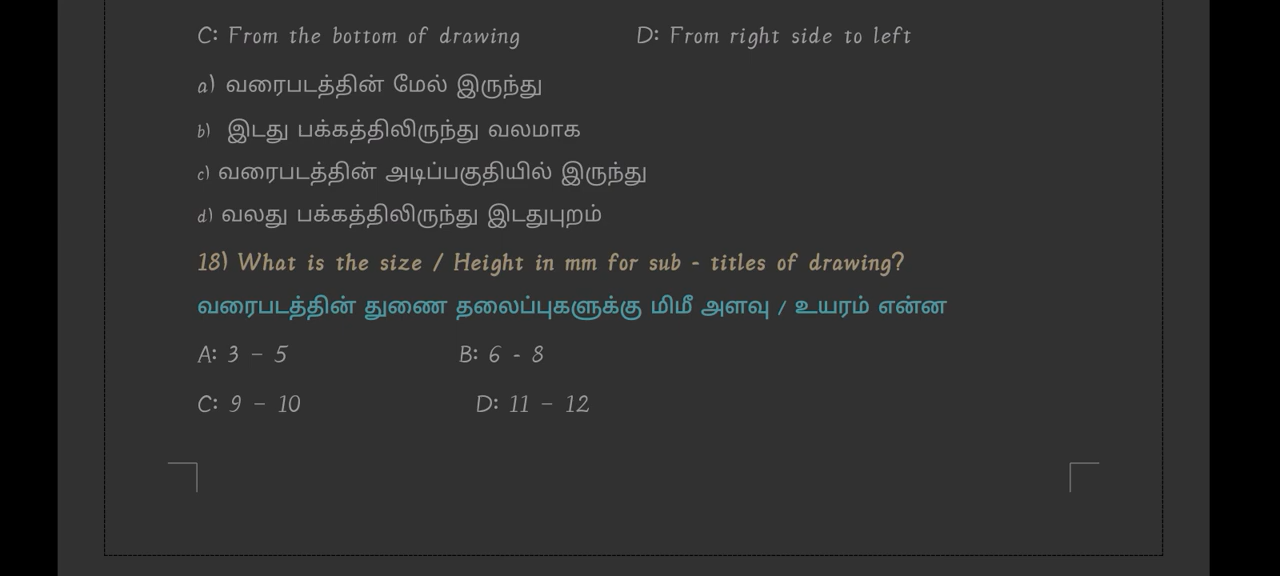 C: From the bottom of drawing D: From right side to left
a) வரைபடத்தின் மேல் இருந்து
b) இடது பக்கத்திலிருந்து வலமாக
c) வரைபடத்தின் அடிப்பகுதியில் இருந்து
d) வலது பக்கத்திலிருந்து இடதுபுறம்
18) What is the size / Height in mm for sub - titles of drawing?
வரைபடத்தின் துணை தலைப்புகளுக்கு மிமீ அளவு / உயரம் என்ன
A: 3 – 5 B: 6 - 8
C: 9 – 10 D: 11 – 12